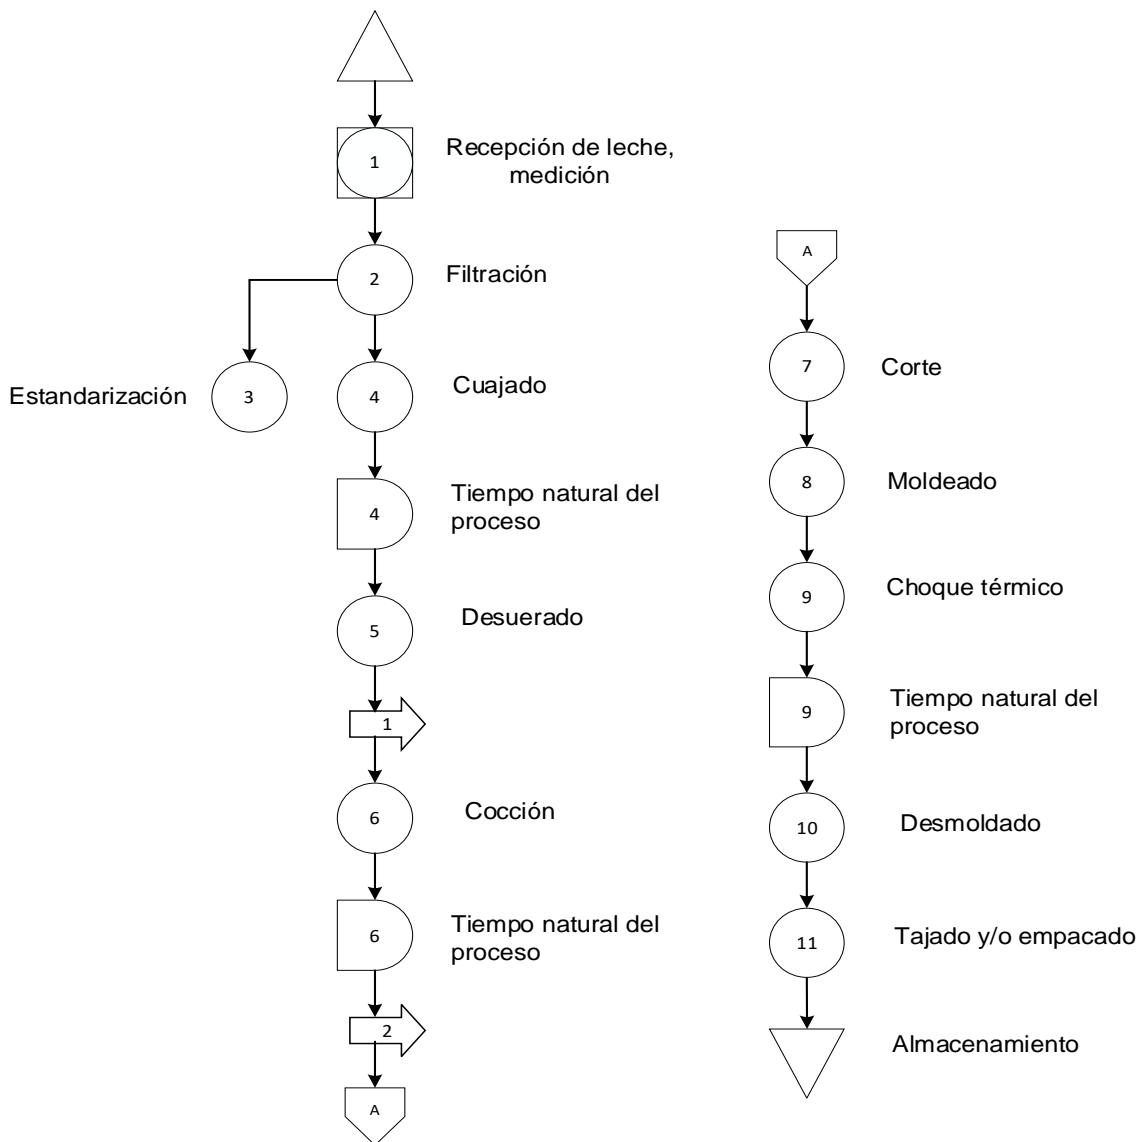 1
Recepción de leche,
medición
2
Filtración
Estandarización
3
4
Cuajado
4
Tiempo natural del
proceso
5
Desuerado
1
6
Cocción
6
Tiempo natural del
proceso
2
A
A
7
Corte
8
Moldeado
9
Choque térmico
9
Tiempo natural del
proceso
10
Desmoldado
11
Tajado y/o empacado
Almacenamiento